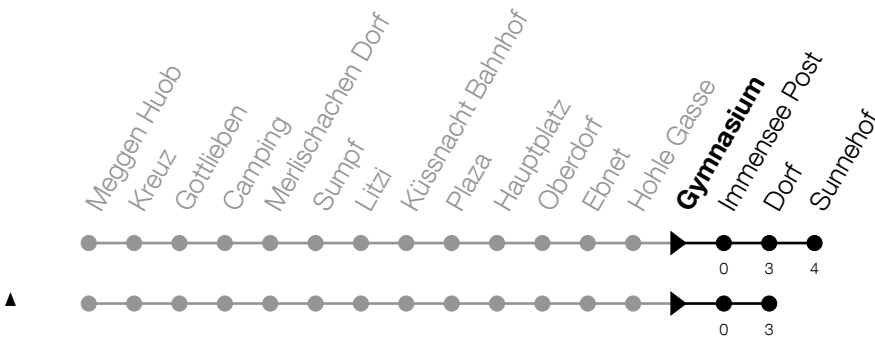 Meggen Huob
Kreuz
Gottlieben
Camping
Merlischachen Dorf
Sumpf
Litzi
Küssnacht Bahnhof
Plaza
Hauptplatz
Oberdorf
Ebnet
Hohle Gasse
Gymnasium
Immensee Post
Dorf
Sunnehof
0 3 4
▲
0 3